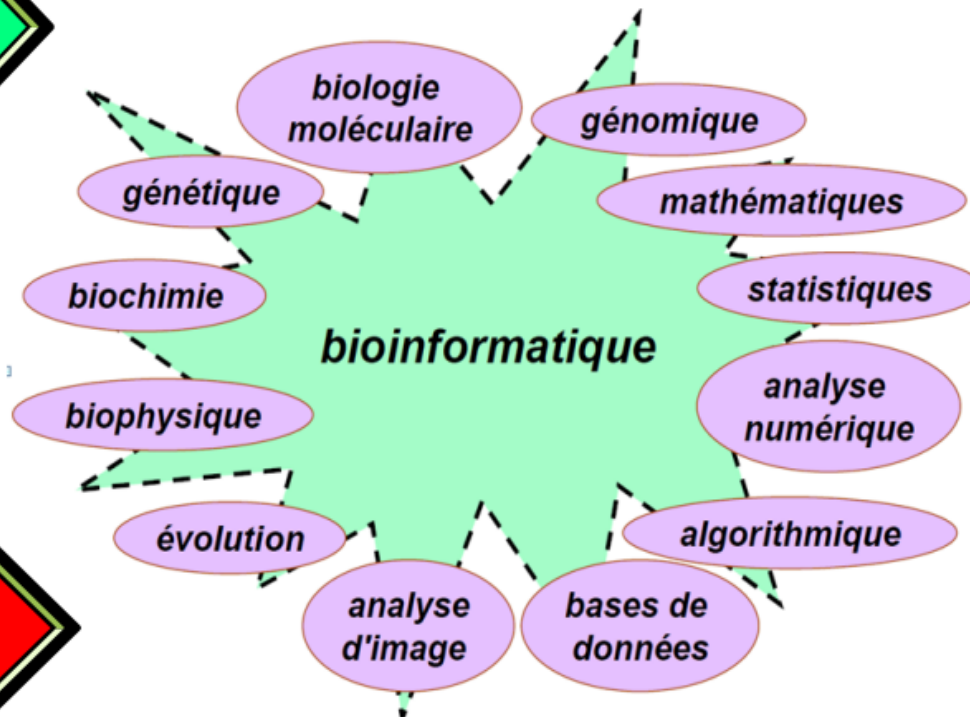 biologie
moléculaire
génomique
génétique
mathématiques
biochimie
statistiques
bioinformatique
analyse
numérique
biophysique
évolution
algorithmique
analyse
d'image
bases de
données